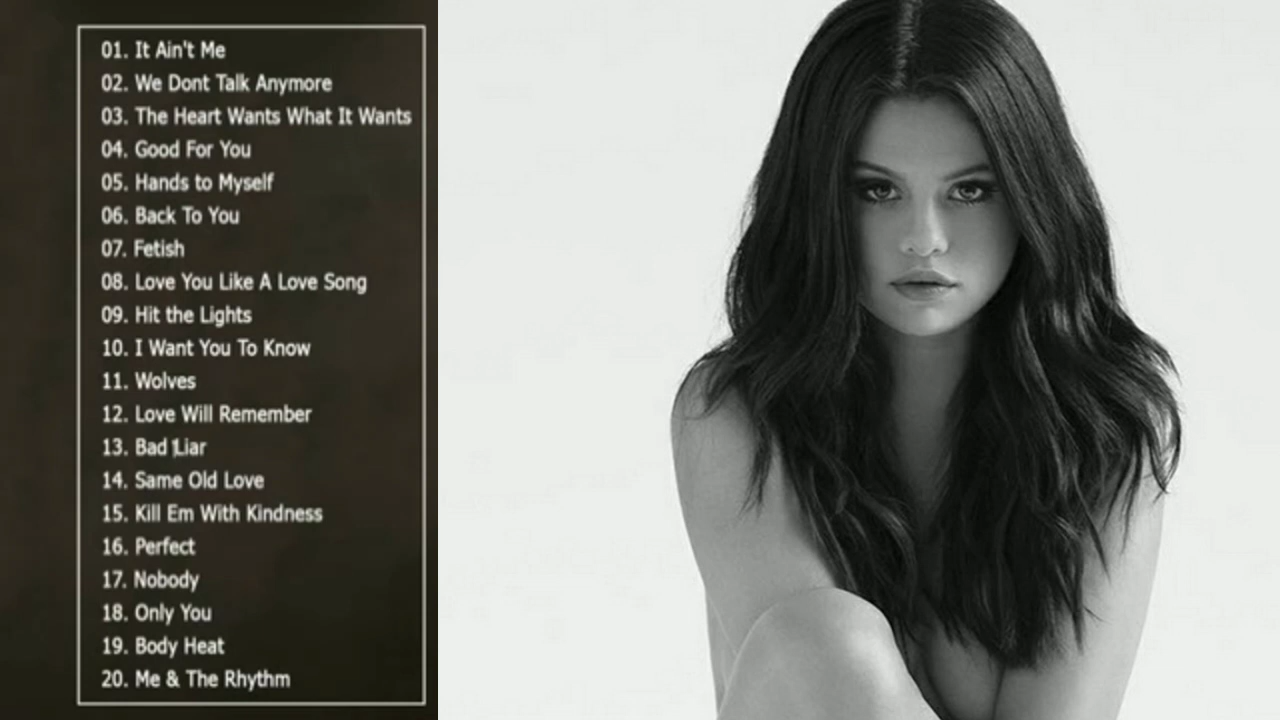 01. It Ain't Me
02. We Dont Talk Anymore
03. The Heart Wants What It Wants
04. Good For You
05. Hands to Myself
06. Back To You
07. Fetish
08. Love You Like A Love Song
09. Hit the Lights
10. I Want You To Know
11. Wolves
12. Love Will Remember
13. Bad Liar
14. Same Old Love
15. Kill Em With Kindness
16. Perfect
17. Nobody
18. Only You
19. Body Heat
20. Me & The Rhythm